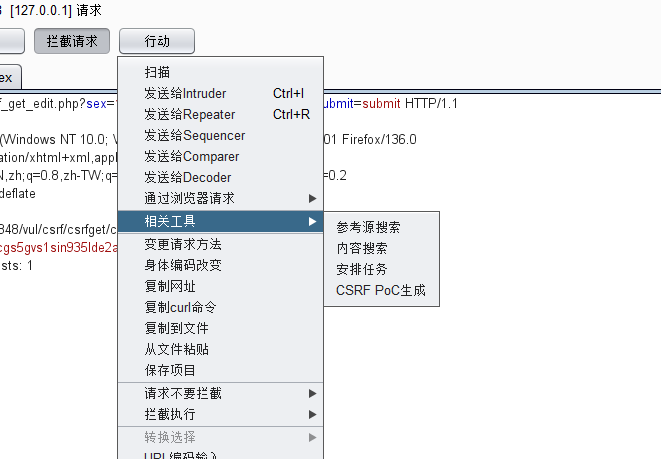 [127.0.0.1] 请求
拦截请求 行动
ex
f_get_edit.php?sex= ubmit=submit HTTP/1.1
(Windows NT 10.0; 01 Firefox/136.0
ation/xhtml+xml,appl
N,zh;q=0.8,zh-TW;q= =0.2
deflate
848/vul/csrf/csrfget/c
cgs5gvs1sin935lde2a
sts: 1
扫描
发送给Intruder Ctrl+I
发送给Repeater Ctrl+R
发送给Sequencer
发送给Comparer
发送给Decoder
通过浏览器请求
相关工具
参考源搜索
内容搜索
安排任务
CSRF PoC生成
变更请求方法
身体编码改变
复制网址
复制curl命令
复制到文件
从文件粘贴
保存项目
请求不要拦截
拦截执行
转换选择
URL编码输入